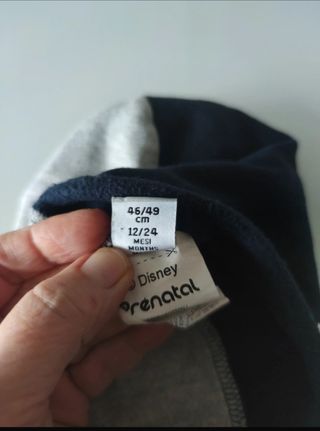 46/49
cm
12/24
MESI
MONTHS
© Disney
Prenatal